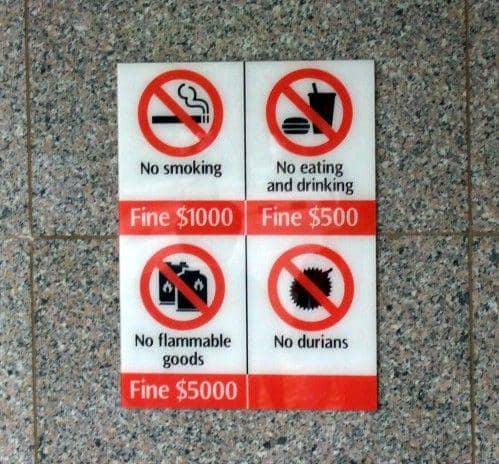 No smoking
No eating
and drinking
Fine $1000
Fine $500
No flammable
goods
No durians
Fine $5000